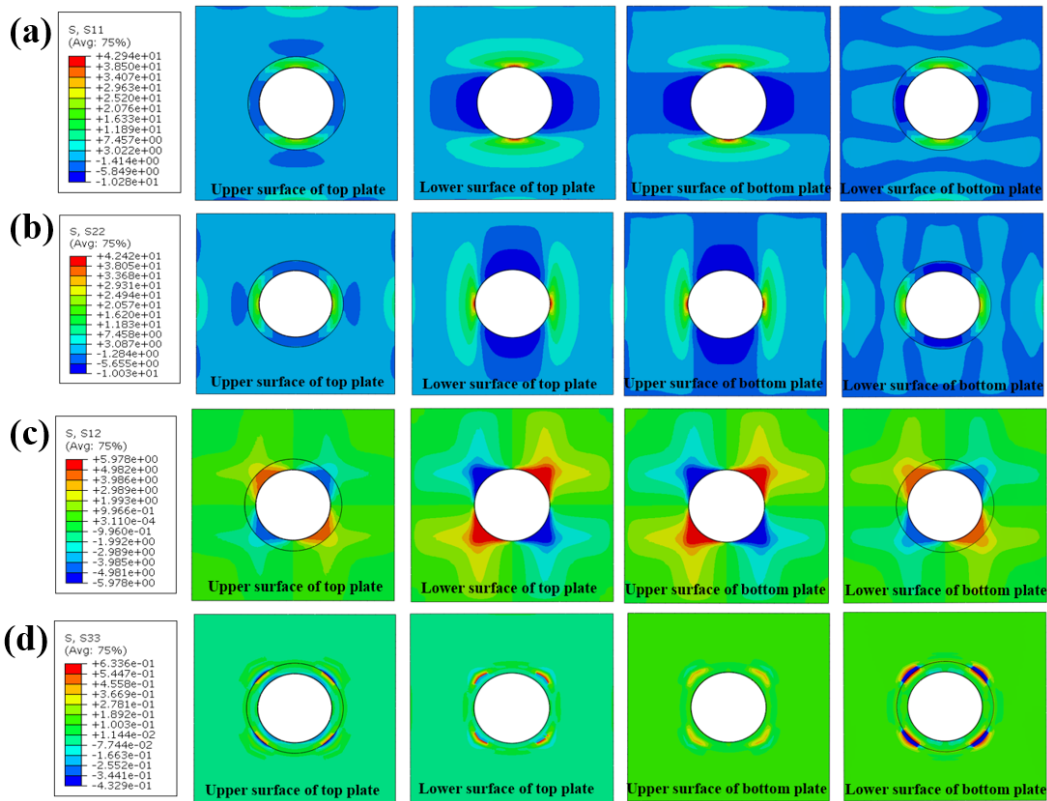 (a)
S, S11
(Avg: 75%)
+4.294e+01
+3.850e+01
+3.407e+01
+2.963e+01
+2.520e+01
+2.076e+01
+1.633e+01
+1.189e+01
+7.457e+00
+3.022e+00
-1.414e+00
-5.849e+00
-1.028e+01
Upper surface of top plate
Lower surface of top plate
Upper surface of bottom plate
Lower surface of bottom plate
(b)
S, S22
(Avg: 75%)
+4.242e+01
+3.805e+01
+3.368e+01
+2.931e+01
+2.494e+01
+2.057e+01
+1.620e+01
+1.183e+01
+7.458e+00
+3.087e+00
-1.284e+00
-5.655e+00
-1.003e+01
Upper surface of top plate
Lower surface of top plate
Upper surface of bottom plate
Lower surface of bottom plate
(c)
S, S12
(Avg: 75%)
+5.978e+00
+4.982e+00
+3.986e+00
+2.989e+00
+1.993e+00
+9.966e-01
+3.110e-04
-9.960e-01
-1.992e+00
-2.989e+00
-3.985e+00
-4.981e+00
-5.978e+00
Upper surface of top plate
Lower surface of top plate
Upper surface of bottom plate
Lower surface of bottom plate
(d)
S, S33
(Avg: 75%)
+6.336e-01
+5.447e-01
+4.558e-01
+3.669e-01
+2.781e-01
+1.892e-01
+1.003e-01
+1.144e-02
-7.744e-02
-1.663e-01
-2.552e-01
-3.441e-01
-4.329e-01
Upper surface of top plate
Lower surface of top plate
Upper surface of bottom plate
Lower surface of bottom plate